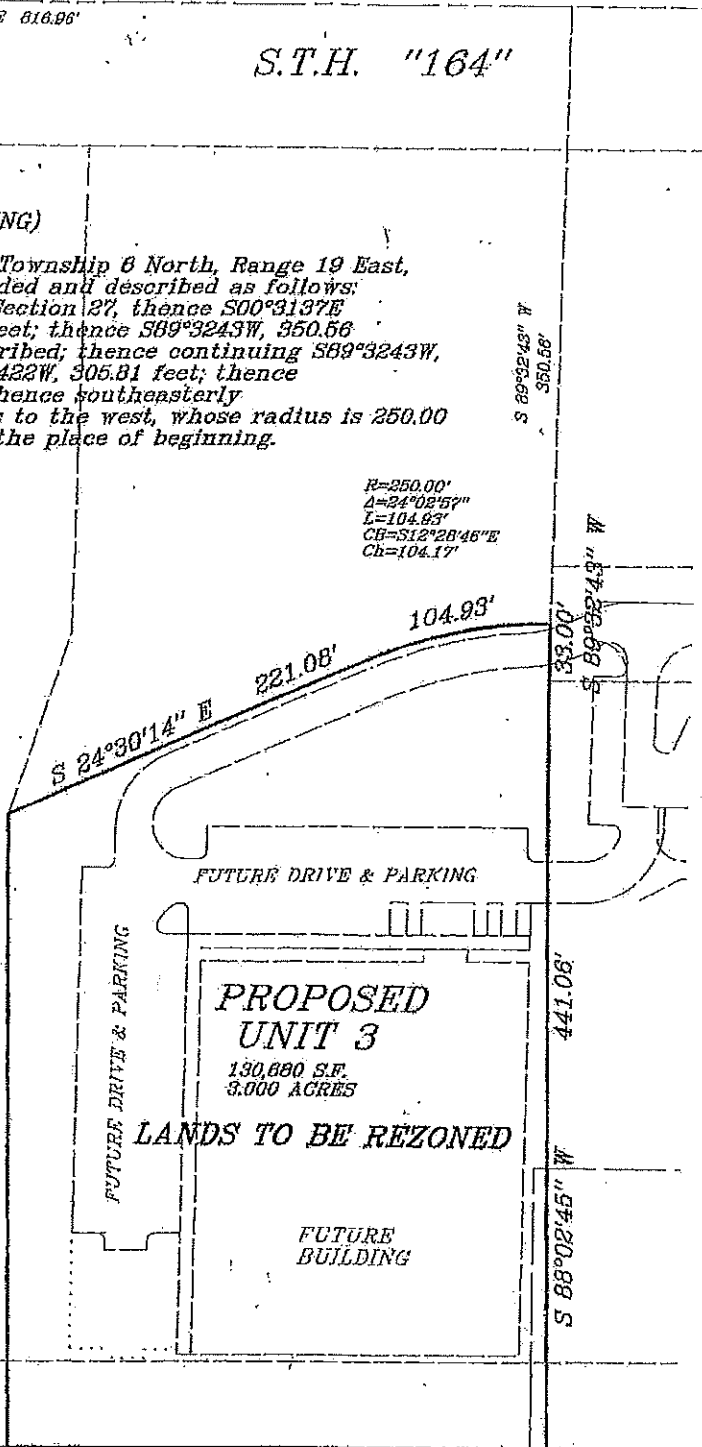 E 816.96'
S.T.H. "164"
NG)
Township 6 North, Range 19 East,
ded and described as follows:
Section 27, thence S00°3137E
eet; thence S89°3243W, 350.56
ribed; thence continuing S89°3243W,
422W, 305.81 feet; thence
hence southeasterly
s to the west, whose radius is 250.00
the place of beginning.
S 89°32'43" W
350.56'
R=250.00'
Δ=24°02'57"
L=104.93'
CB=S12°28'46"E
Ch=104.17'
104.93'
221.08'
S 24°30'14" E
33.00'
S 89°32'43" W
FUTURE DRIVE & PARKING
FUTURE DRIVE & PARKING
441.06'
S 88°02'45" W
PROPOSED
UNIT 3
130,680 S.F.
3.000 ACRES
LANDS TO BE REZONED
FUTURE
BUILDING